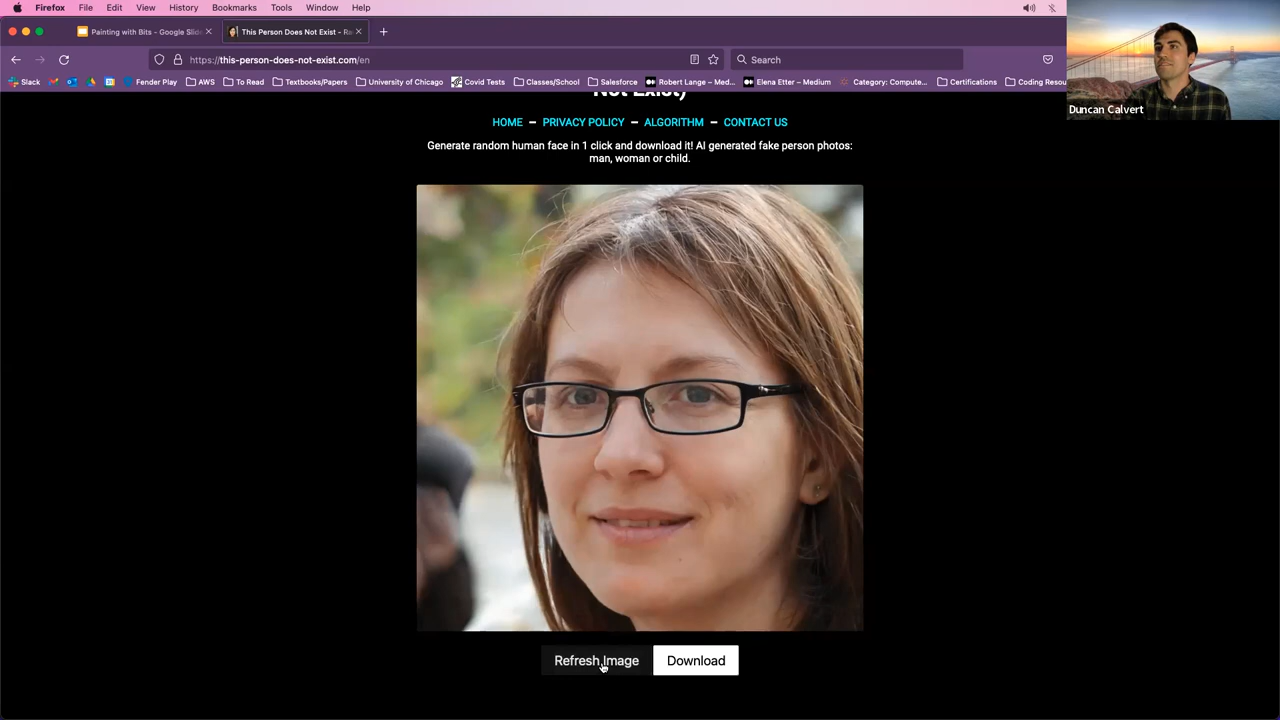 Firefox File Edit View History Bookmarks Tools Window Help
Painting with Bits - Google Slid
This Person Does Not Exist - Ra
https://this-person-does-not-exist.com/en
Search
Slack
Fender Play
AWS
To Read
Textbooks/Papers
University of Chicago
Covid Tests
Classes/School
Salesforce
Robert Lange – Med...
Elena Etter – Medium
Category: Compute...
Certifications
Coding Resou
Duncan Calvert
Not Exist)
HOME – PRIVACY POLICY – ALGORITHM – CONTACT US
Generate random human face in 1 click and download it! AI generated fake person photos:
man, woman or child.
Refresh Image
Download